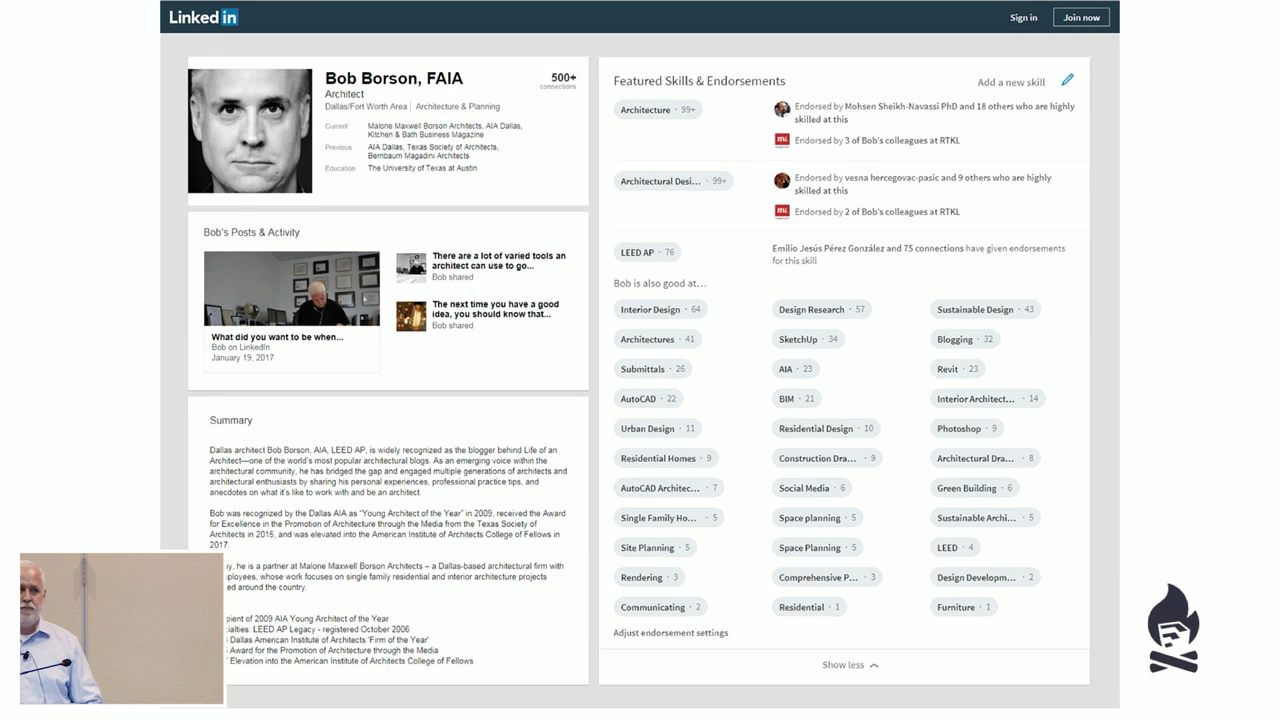 Linked in
Sign in
Join now
Bob Borson, FAIA
500+
connections
Architect
Dallas/Fort Worth Area | Architecture & Planning
Current
Malone Maxwell Borson Architects, AIA Dallas,
Kitchen & Bath Business Magazine
Previous
AIA Dallas, Texas Society of Architects,
Bernbaum Magadini Architects
Education
The University of Texas at Austin
Bob's Posts & Activity
What did you want to be when...
Bob on LinkedIn
January 19, 2017
There are a lot of varied tools an
architect can use to go...
Bob shared
The next time you have a good
idea, you should know that...
Bob shared
Summary
Dallas architect Bob Borson, AIA, LEED AP, is widely recognized as the blogger behind Life of an
Architect—one of the world's most popular architectural blogs. As an emerging voice within the
architectural community, he has bridged the gap and engaged multiple generations of architects and
architectural enthusiasts by sharing his personal experiences, professional practice tips, and
anecdotes on what it's like to work with and be an architect.
Bob was recognized by the Dallas AIA as "Young Architect of the Year" in 2009, received the Award
for Excellence in the Promotion of Architecture through the Media from the Texas Society of
Architects in 2015, and was elevated into the American Institute of Architects College of Fellows in
2017.
he is a partner at Malone Maxwell Borson Architects – a Dallas-based architectural firm with
whose work focuses on single family residential and interior architecture projects
around the country.
of 2009 AIA Young Architect of the Year
LEED AP Legacy - registered October 2006
Dallas American Institute of Architects 'Firm of the Year'
Award for the Promotion of Architecture through the Media
Elevation into the American Institute of Architects College of Fellows
Featured Skills & Endorsements
Add a new skill
Architecture · 99+
Endorsed by Mohsen Sheikh-Navassi PhD and 18 others who are highly
skilled at this
Endorsed by 3 of Bob's colleagues at RTKL
Architectural Desi... · 99+
Endorsed by vesna hercegovac-pasic and 9 others who are highly
skilled at this
Endorsed by 2 of Bob's colleagues at RTKL
LEED AP · 76
Emilio Jesús Pérez González and 75 connections have given endorsements
for this skill
Bob is also good at…
Interior Design · 64
Design Research · 57
Sustainable Design · 43
Architectures · 41
SketchUp · 34
Blogging · 32
Submittals · 26
AIA · 23
Revit · 23
AutoCAD · 22
BIM · 21
Interior Architect... · 14
Urban Design · 11
Residential Design · 10
Photoshop · 9
Residential Homes · 9
Construction Dra... · 9
Architectural Dra... · 8
AutoCAD Architec... · 7
Social Media · 6
Green Building · 6
Single Family Ho... · 5
Space planning · 5
Sustainable Archi... · 5
Site Planning · 5
Space Planning · 5
LEED · 4
Rendering · 3
Comprehensive P... · 3
Design Developm... · 2
Communicating · 2
Residential · 1
Furniture · 1
Adjust endorsement settings
Show less